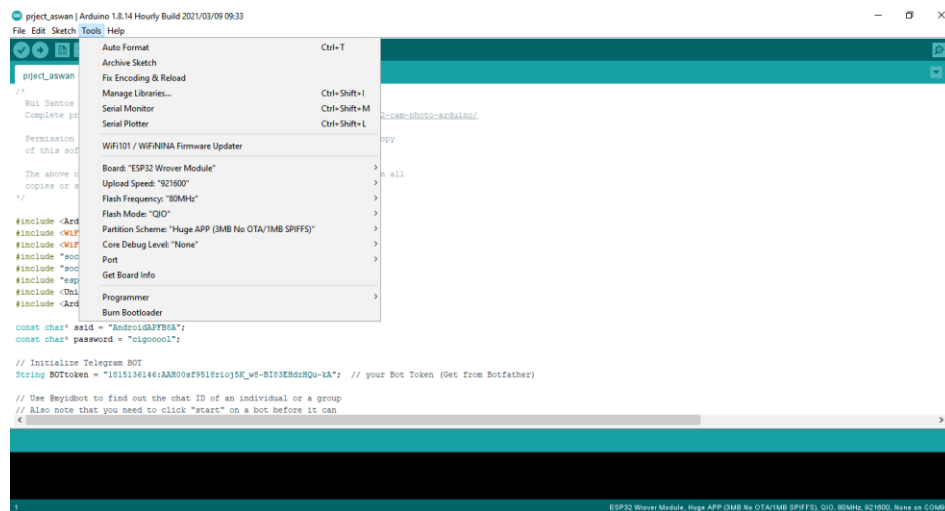 prject_aswan | Arduino 1.8.14 Hourly Build 2021/03/09 09:33
File Edit Sketch Tools Help
prject_aswan
Auto Format Ctrl+T
Archive Sketch
Fix Encoding & Reload
Manage Libraries... Ctrl+Shift+I
Serial Monitor Ctrl+Shift+M
Serial Plotter Ctrl+Shift+L
WiFi101 / WiFiNINA Firmware Updater
Board: "ESP32 Wrover Module"
Upload Speed: "921600"
Flash Frequency: "80MHz"
Flash Mode: "QIO"
Partition Scheme: "Huge APP (3MB No OTA/1MB SPIFFS)"
Core Debug Level: "None"
Port
Get Board Info
Programmer
Burn Bootloader
/*
Rui Santos
Complete pr 2-cam-photo-arduino/
Permission opy
of this sof
The above c n all
copies or s
*/
#include <Ard
#include <WiF
#include <WiF
#include "soc
#include "soc
#include "esp
#include <Uni
#include <Ard
const char* ssid = "AndroidAPFB8A";
const char* password = "cigooool";
// Initialize Telegram BOT
String BOTtoken = "1815136146:AAH00sf9518rioj5K_w8-BI83EHdzHQu-kA"; // your Bot Token (Get from Botfather)
// Use @myidbot to find out the chat ID of an individual or a group
// Also note that you need to click "start" on a bot before it can
1
ESP32 Wrover Module, Huge APP (3MB No OTA/1MB SPIFFS), QIO, 80MHz, 921600, None on COM9